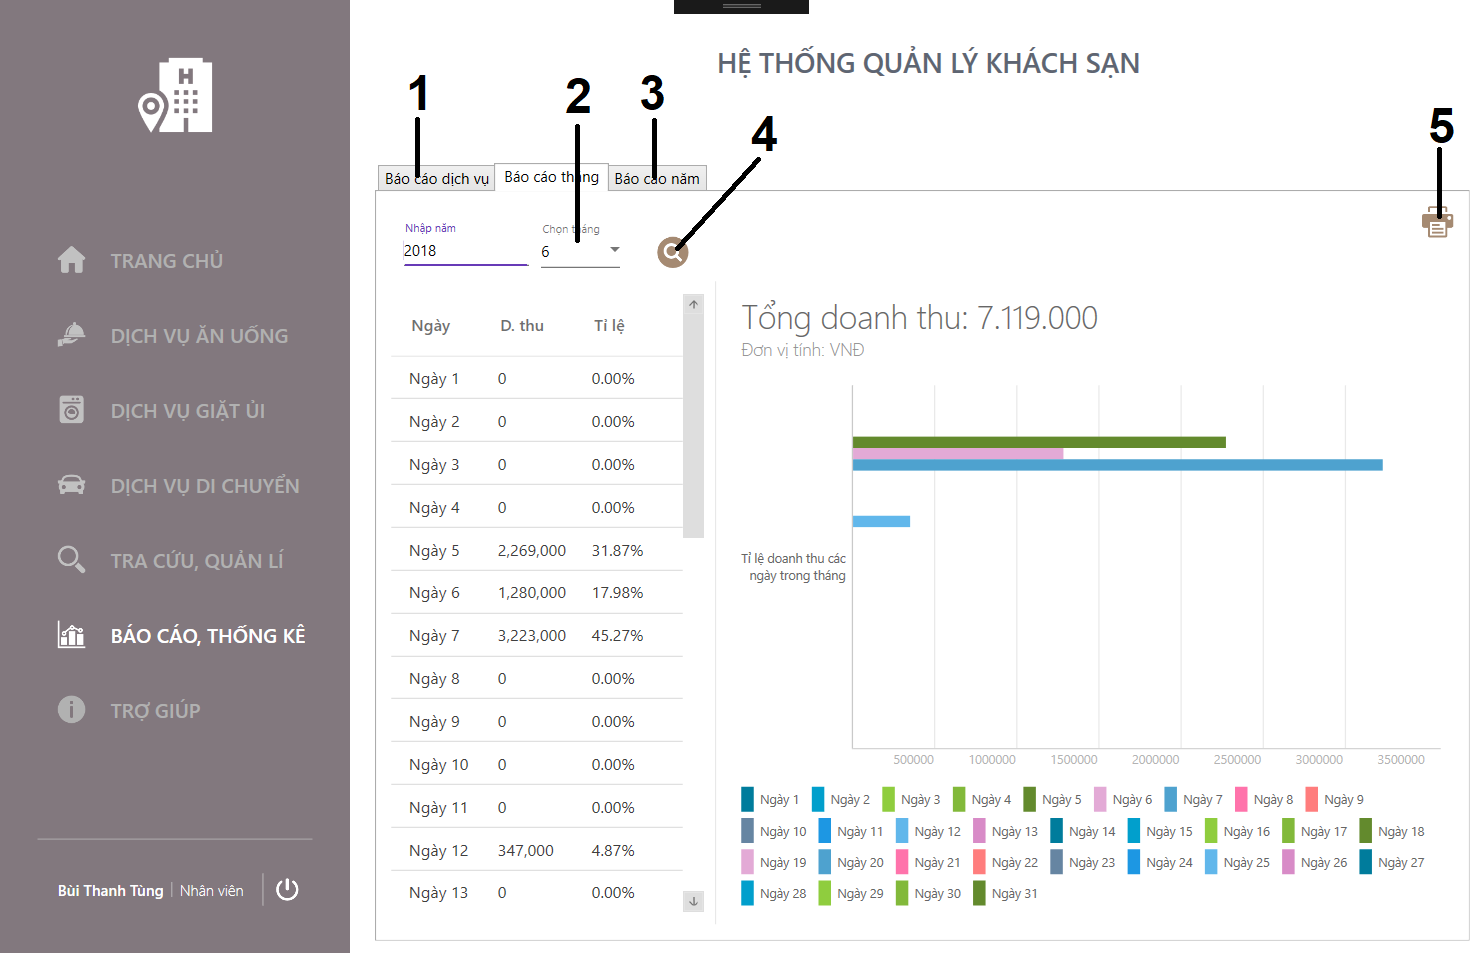 H
HỆ THỐNG QUẢN LÝ KHÁCH SẠN
1
2
3
4
5
Báo cáo dịch vụ
Báo cáo tháng
Báo cáo năm
TRANG CHỦ
DỊCH VỤ ĂN UỐNG
DỊCH VỤ GIẶT ỦI
DỊCH VỤ DI CHUYỂN
TRA CỨU, QUẢN LÍ
BÁO CÁO, THỐNG KÊ
TRỢ GIÚP
Bùi Thanh Tùng | Nhân viên
Nhập năm
2018
Chọn tháng
6
Ngày D. thu Tỉ lệ
Ngày 1 0 0.00%
Ngày 2 0 0.00%
Ngày 3 0 0.00%
Ngày 4 0 0.00%
Ngày 5 2,269,000 31.87%
Ngày 6 1,280,000 17.98%
Ngày 7 3,223,000 45.27%
Ngày 8 0 0.00%
Ngày 9 0 0.00%
Ngày 10 0 0.00%
Ngày 11 0 0.00%
Ngày 12 347,000 4.87%
Ngày 13 0 0.00%
Tổng doanh thu: 7.119.000
Đơn vị tính: VNĐ
Tỉ lệ doanh thu các
ngày trong tháng
500000 1000000 1500000 2000000 2500000 3000000 3500000
Ngày 1 Ngày 2 Ngày 3 Ngày 4 Ngày 5 Ngày 6 Ngày 7 Ngày 8 Ngày 9
Ngày 10 Ngày 11 Ngày 12 Ngày 13 Ngày 14 Ngày 15 Ngày 16 Ngày 17 Ngày 18
Ngày 19 Ngày 20 Ngày 21 Ngày 22 Ngày 23 Ngày 24 Ngày 25 Ngày 26 Ngày 27
Ngày 28 Ngày 29 Ngày 30 Ngày 31